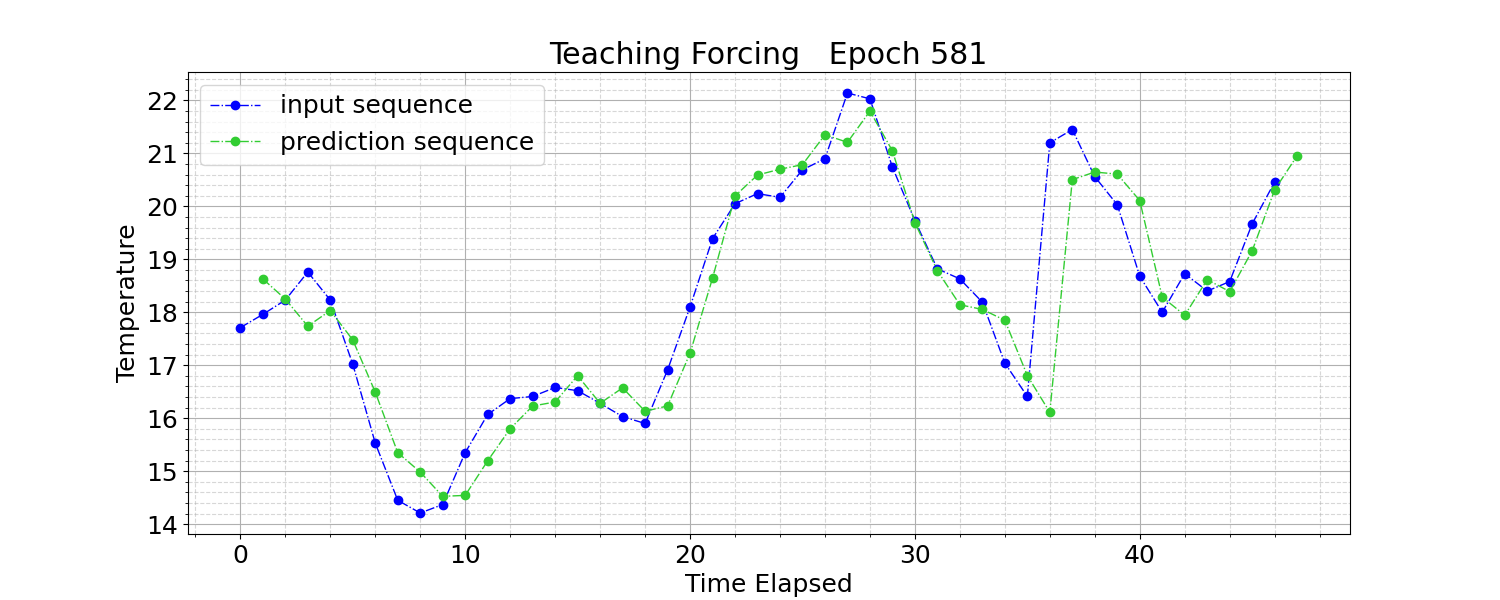 Teaching Forcing   Epoch 581
input sequence
prediction sequence
22
21
20
19
18
17
16
15
14
Temperature
0 10 20 30 40
Time Elapsed